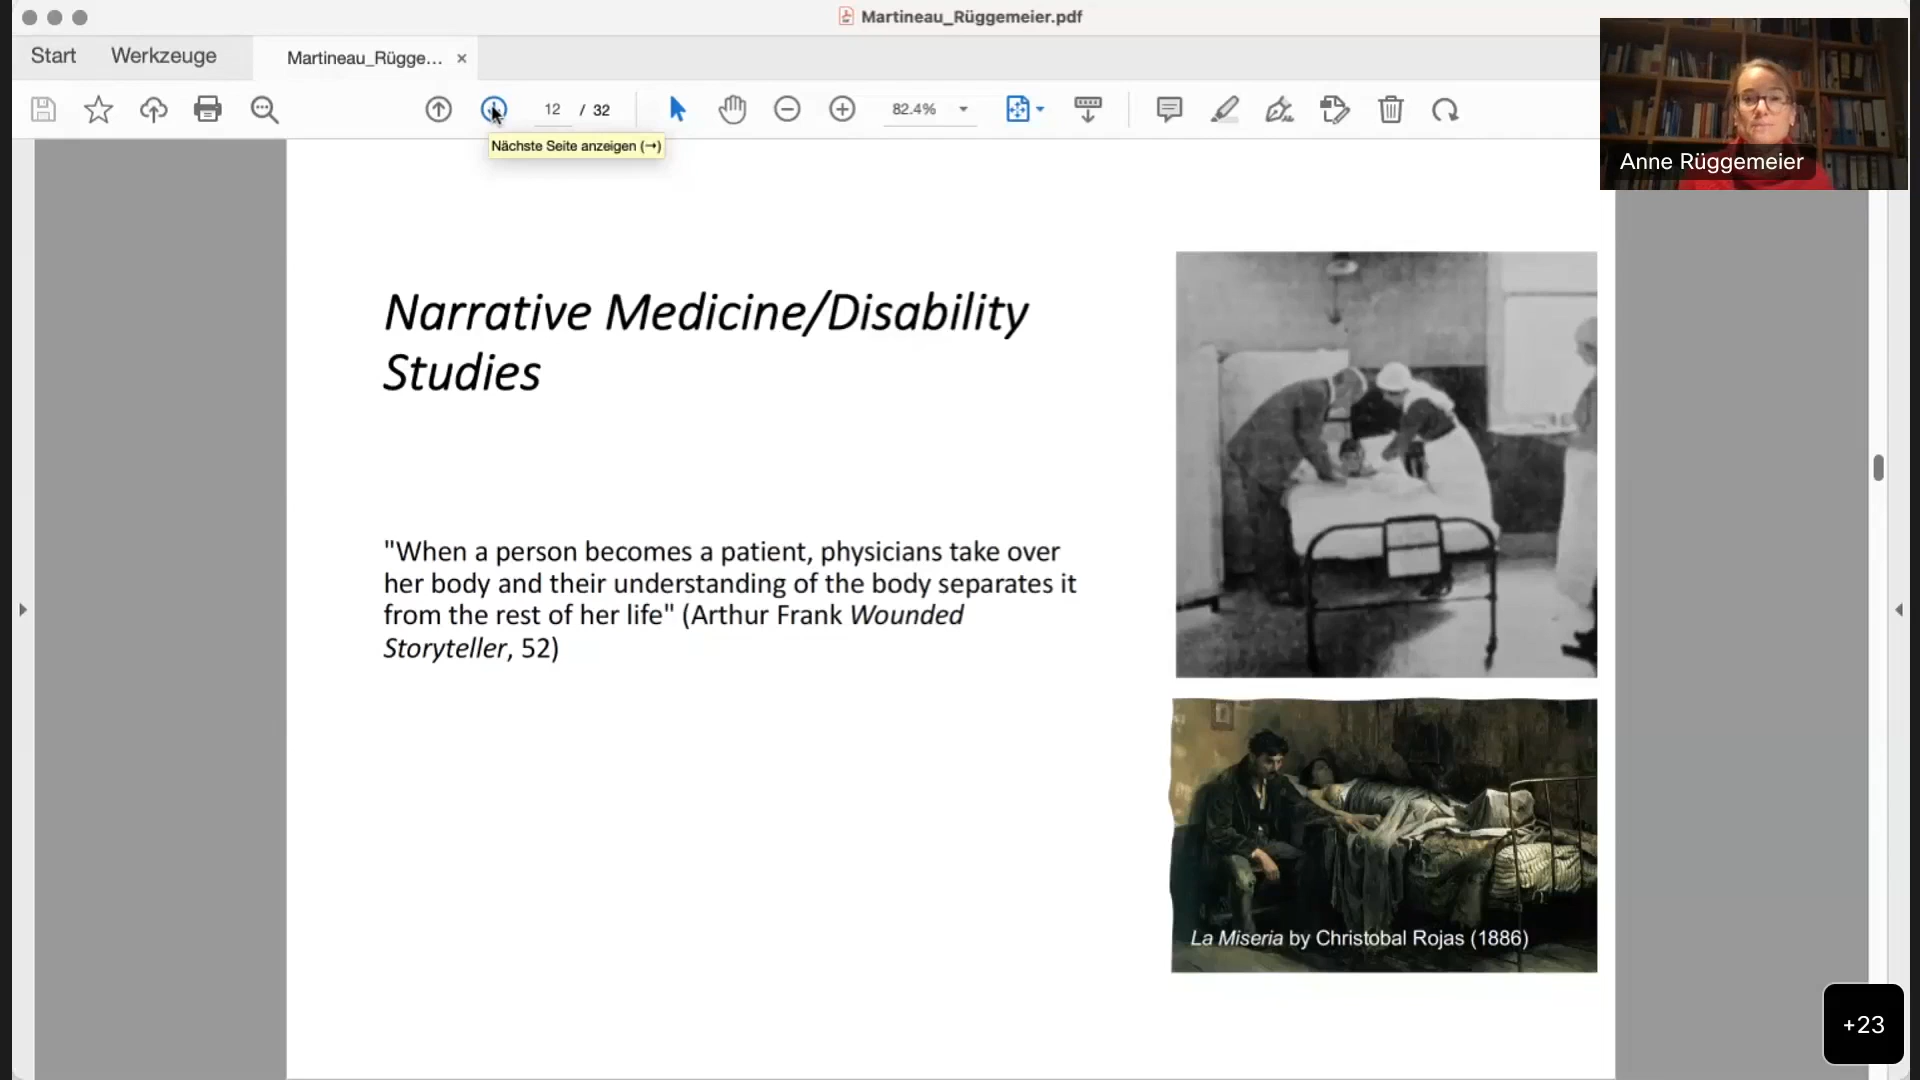 Martineau_Rüggemeier.pdf
Start Werkzeuge Martineau_Rügge... ×
12 / 32 82.4%
Nächste Seite anzeigen (→)
Anne Rüggemeier
Narrative Medicine/Disability
Studies
"When a person becomes a patient, physicians take over
her body and their understanding of the body separates it
from the rest of her life" (Arthur Frank Wounded
Storyteller, 52)
La Miseria by Christobal Rojas (1886)
+23